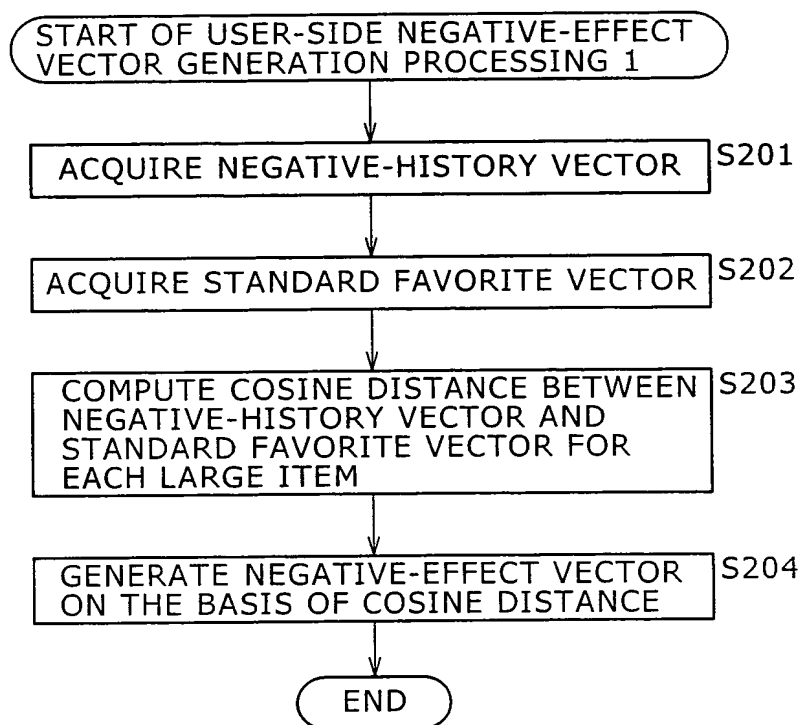 START OF USER-SIDE NEGATIVE-EFFECT
VECTOR GENERATION PROCESSING 1
ACQUIRE NEGATIVE-HISTORY VECTOR
S201
ACQUIRE STANDARD FAVORITE VECTOR
S202
COMPUTE COSINE DISTANCE BETWEEN
NEGATIVE-HISTORY VECTOR AND
STANDARD FAVORITE VECTOR FOR
EACH LARGE ITEM
S203
GENERATE NEGATIVE-EFFECT VECTOR
ON THE BASIS OF COSINE DISTANCE
S204
END